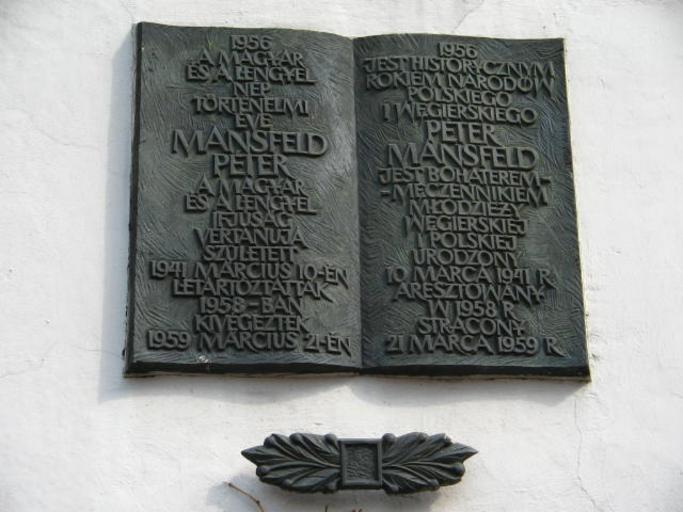 1956
A MAGYAR
ÉS A LENGYEL
NÉP
TÖRTÉNELMI
ÉVE
MANSFELD
PÉTER
A MAGYAR
ÉS A LENGYEL
IFJÚSÁG
VÉRTANÚJA
SZÜLETETT
1941 MÁRCIUS 10-ÉN
LETARTÓZTATTÁK
1958-BAN
KIVÉGEZTÉK
1959 MÁRCIUS 21-ÉN
1956
JEST HISTORYCZNYM
ROKIEM NARODÓW
POLSKIEGO
I WĘGIERSKIEGO
PÉTER
MANSFELD
JEST BOHATEREM-
-MĘCZENNIKIEM
MŁODZIEŻY
WĘGIERSKIEJ
I POLSKIEJ
URODZONY
10 MARCA 1941 R.
ARESZTOWANY
W 1958 R.
STRACONY
21 MARCA 1959 R.